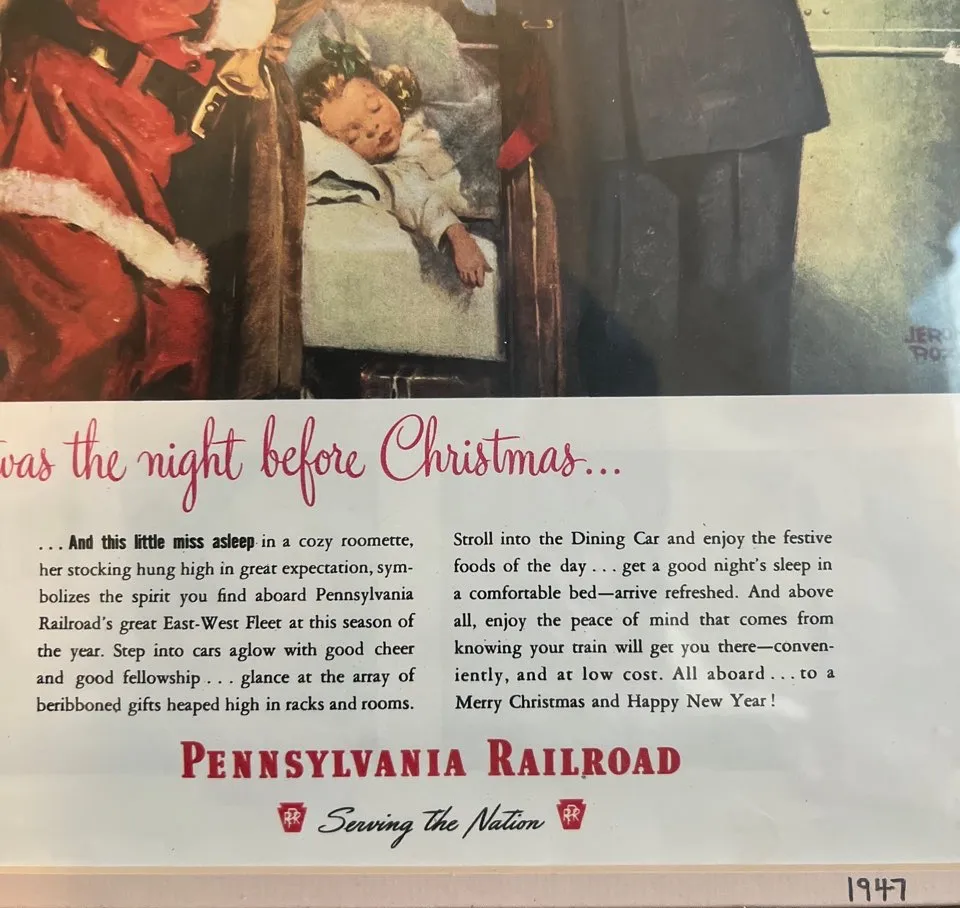 was the night before Christmas...
...And this little miss asleep in a cozy roomette,
her stocking hung high in great expectation, sym-
bolizes the spirit you find aboard Pennsylvania
Railroad's great East-West Fleet at this season of
the year. Step into cars aglow with good cheer
and good fellowship...glance at the array of
beribboned gifts heaped high in racks and rooms.
Stroll into the Dining Car and enjoy the festive
foods of the day...get a good night's sleep in
a comfortable bed—arrive refreshed. And above
all, enjoy the peace of mind that comes from
knowing your train will get you there—conven-
iently, and at low cost. All aboard...to a
Merry Christmas and Happy New Year!
PENNSYLVANIA RAILROAD
PRR Serving the Nation PRR
1947